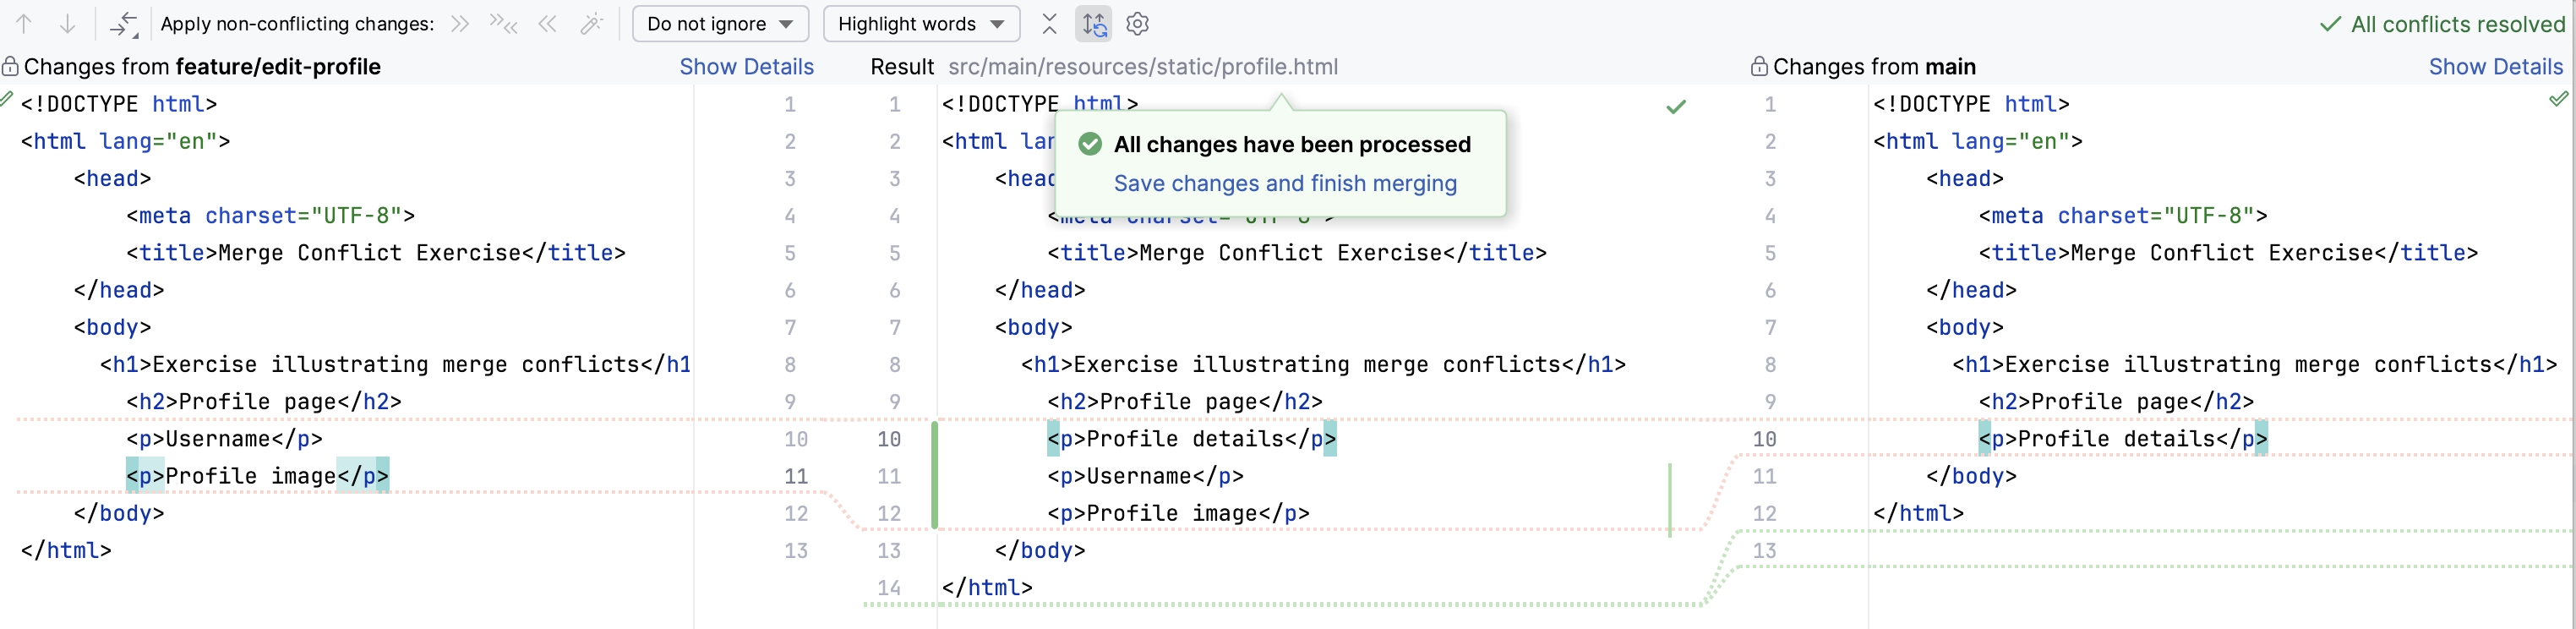 Apply non-conflicting changes: Do not ignore Highlight words All conflicts resolved
Changes from feature/edit-profile Show Details Result src/main/resources/static/profile.html Changes from main Show Details
<!DOCTYPE html> 1 1 <!DOCTYPE html> 1 <!DOCTYPE html>
<html lang="en"> 2 2 <html lan 2 <html lang="en">
All changes have been processed
Save changes and finish merging
<head> 3 3 <head 3 <head>
<meta charset="UTF-8"> 4 4 <meta charset="UTF-8"> 4 <meta charset="UTF-8">
<title>Merge Conflict Exercise</title> 5 5 <title>Merge Conflict Exercise</title> 5 <title>Merge Conflict Exercise</title>
</head> 6 6 </head> 6 </head>
<body> 7 7 <body> 7 <body>
<h1>Exercise illustrating merge conflicts</h1 8 8 <h1>Exercise illustrating merge conflicts</h1> 8 <h1>Exercise illustrating merge conflicts</h1>
<h2>Profile page</h2> 9 9 <h2>Profile page</h2> 9 <h2>Profile page</h2>
<p>Username</p> 10 10 <p>Profile details</p> 10 <p>Profile details</p>
<p>Profile image</p> 11 11 <p>Username</p> 11 </body>
</body> 12 12 <p>Profile image</p> 12 </html>
</html> 13 13 </body> 13
14 </html>